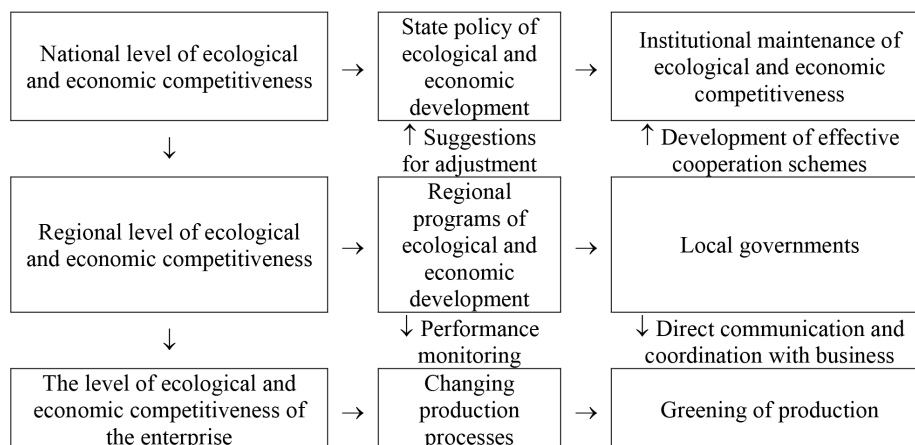 National level of ecological
and economic competitiveness
→
State policy of
ecological and
economic
development
→
Institutional maintenance of
ecological and economic
competitiveness
↓
↑ Suggestions
for adjustment
↑ Development of effective
cooperation schemes
Regional level of ecological
and economic competitiveness
→
Regional
programs of
ecological and
economic
development
→
Local governments
↓
↓ Performance
monitoring
↓ Direct communication and
coordination with business
The level of ecological and
economic competitiveness of
the enterprise
→
Changing
production
processes
→
Greening of production